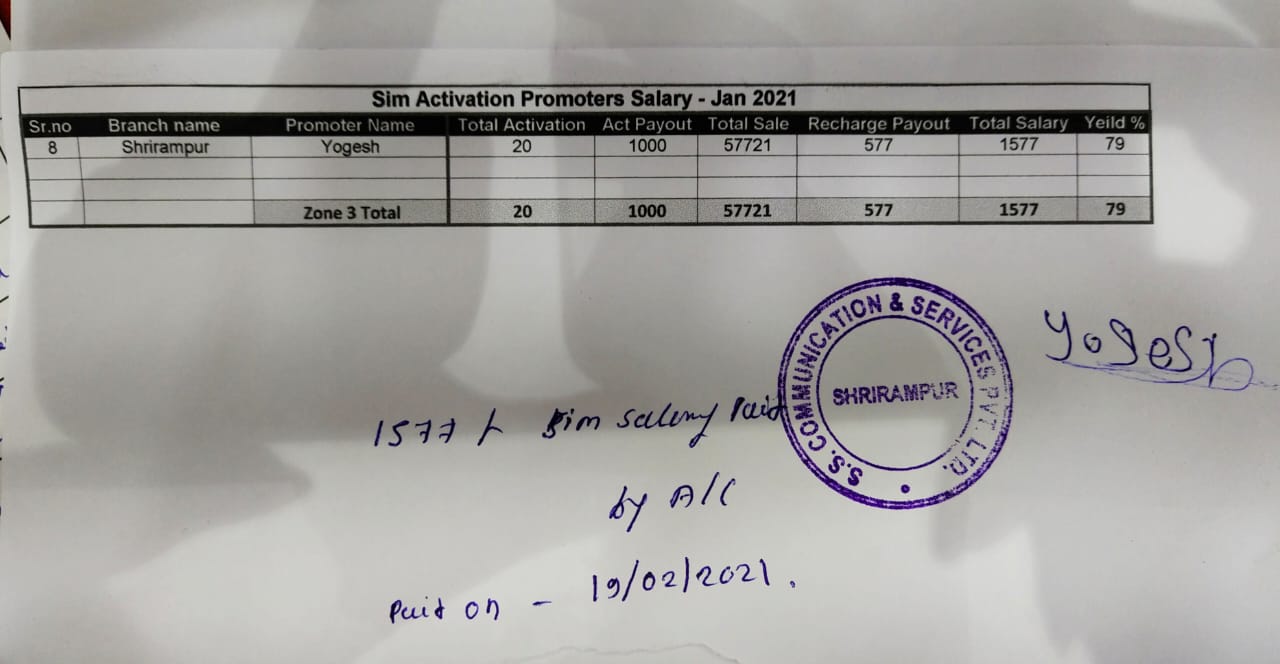 Sim Activation Promoters Salary - Jan 2021
Sr.no Branch name Promoter Name Total Activation Act Payout Total Sale Recharge Payout Total Salary Yeild %
8 Shrirampur Yogesh 20 1000 57721 577 1577 79
Zone 3 Total 20 1000 57721 577 1577 79
S.S. COMMUNICATION & SERVICES PVT. LTD.
SHRIRAMPUR
Yogesh
1577 /- Sim salary Paid
by A/C
Paid on - 19/02/2021.